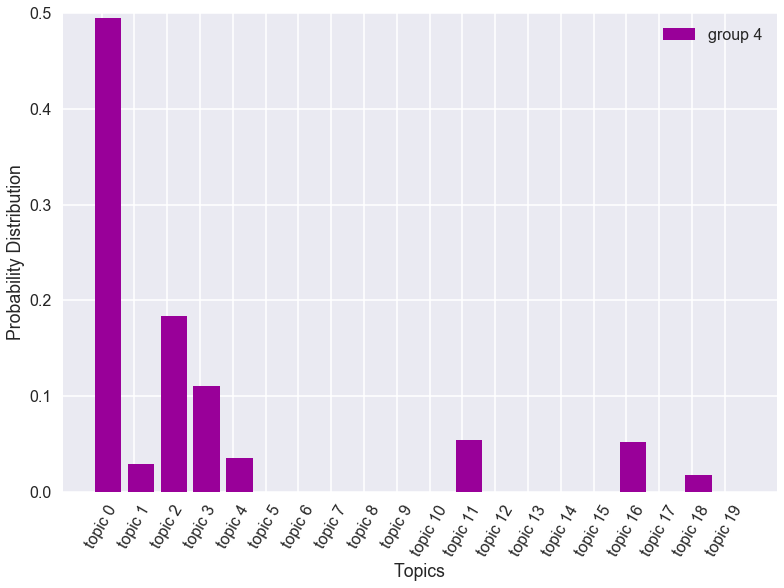 group 4
Probability Distribution
0.5
0.4
0.3
0.2
0.1
0.0
topic 0
topic 1
topic 2
topic 3
topic 4
topic 5
topic 6
topic 7
topic 8
topic 9
topic 10
topic 11
topic 12
topic 13
topic 14
topic 15
topic 16
topic 17
topic 18
topic 19
Topics